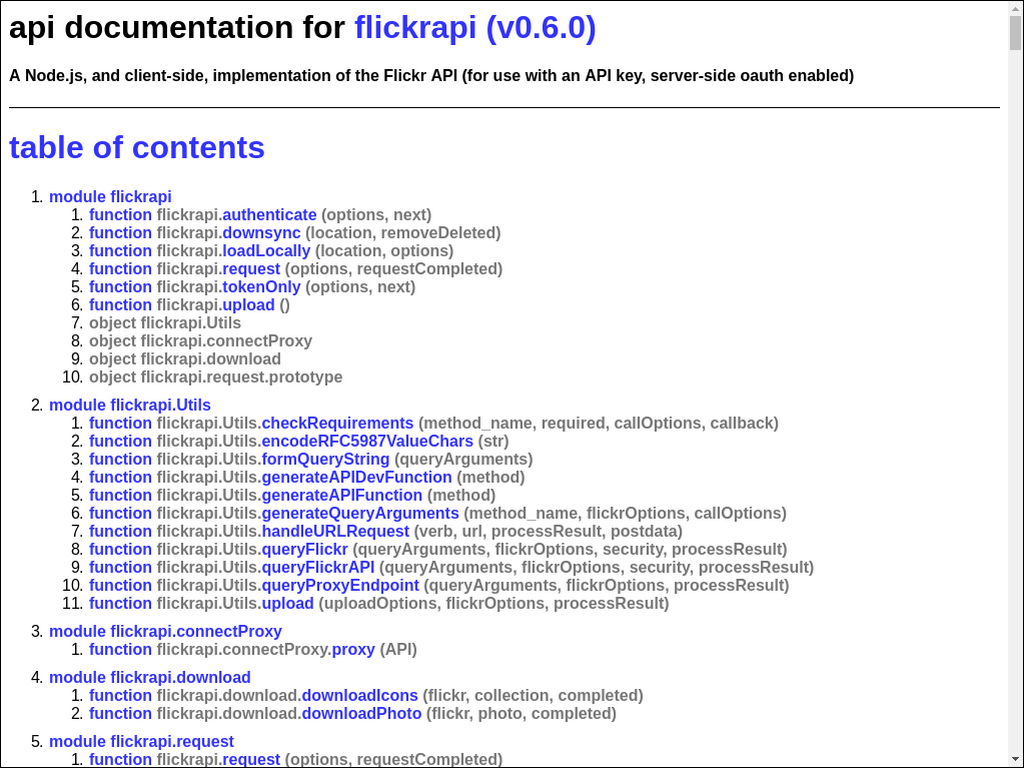 api documentation for flickrapi (v0.6.0)
A Node.js, and client-side, implementation of the Flickr API (for use with an API key, server-side oauth enabled)
table of contents
1. module flickrapi
1. function flickrapi.authenticate (options, next)
2. function flickrapi.downsync (location, removeDeleted)
3. function flickrapi.loadLocally (location, options)
4. function flickrapi.request (options, requestCompleted)
5. function flickrapi.tokenOnly (options, next)
6. function flickrapi.upload ()
7. object flickrapi.Utils
8. object flickrapi.connectProxy
9. object flickrapi.download
10. object flickrapi.request.prototype
2. module flickrapi.Utils
1. function flickrapi.Utils.checkRequirements (method_name, required, callOptions, callback)
2. function flickrapi.Utils.encodeRFC5987ValueChars (str)
3. function flickrapi.Utils.formQueryString (queryArguments)
4. function flickrapi.Utils.generateAPIDevFunction (method)
5. function flickrapi.Utils.generateAPIFunction (method)
6. function flickrapi.Utils.generateQueryArguments (method_name, flickrOptions, callOptions)
7. function flickrapi.Utils.handleURLRequest (verb, url, processResult, postdata)
8. function flickrapi.Utils.queryFlickr (queryArguments, flickrOptions, security, processResult)
9. function flickrapi.Utils.queryFlickrAPI (queryArguments, flickrOptions, security, processResult)
10. function flickrapi.Utils.queryProxyEndpoint (queryArguments, flickrOptions, processResult)
11. function flickrapi.Utils.upload (uploadOptions, flickrOptions, processResult)
3. module flickrapi.connectProxy
1. function flickrapi.connectProxy.proxy (API)
4. module flickrapi.download
1. function flickrapi.download.downloadIcons (flickr, collection, completed)
2. function flickrapi.download.downloadPhoto (flickr, photo, completed)
5. module flickrapi.request
1. function flickrapi.request (options, requestCompleted)